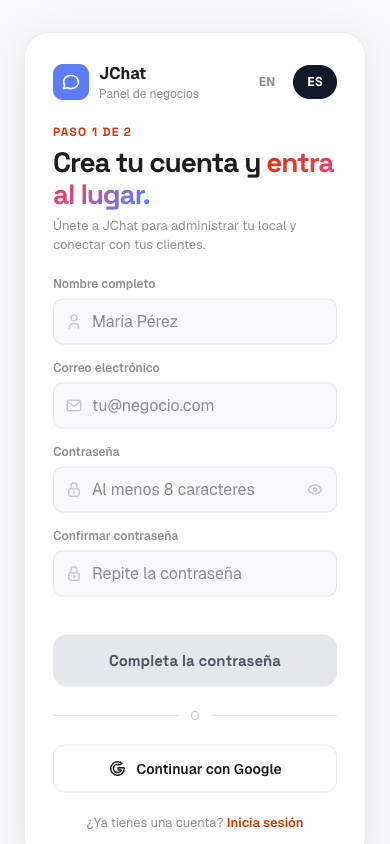 JChat
Panel de negocios
EN
ES
PASO 1 DE 2
Crea tu cuenta y entra
al lugar.
Únete a JChat para administrar tu local y
conectar con tus clientes.
Nombre completo
María Pérez
Correo electrónico
tu@negocio.com
Contraseña
Al menos 8 caracteres
Confirmar contraseña
Repite la contraseña
Completa la contraseña
O
Continuar con Google
¿Ya tienes una cuenta? Inicia sesión